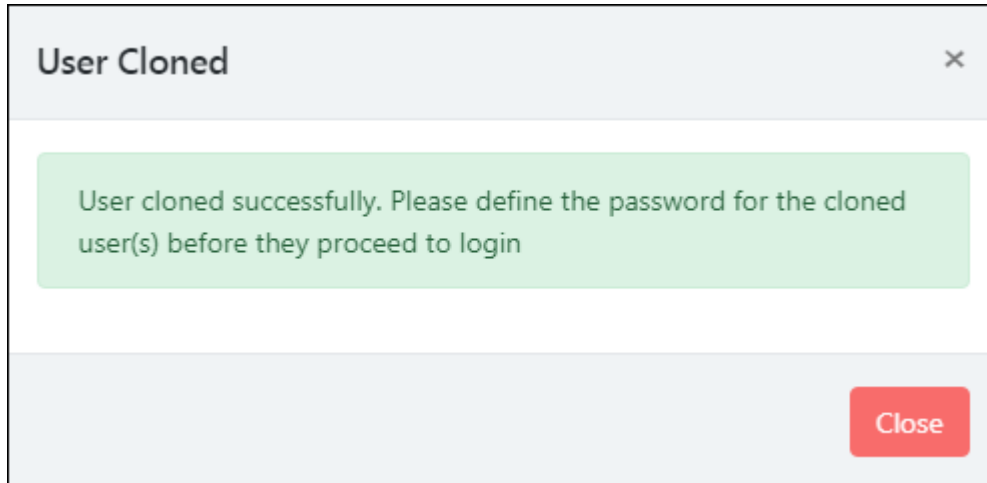 User Cloned
×
User cloned successfully. Please define the password for the cloned
user(s) before they proceed to login
Close